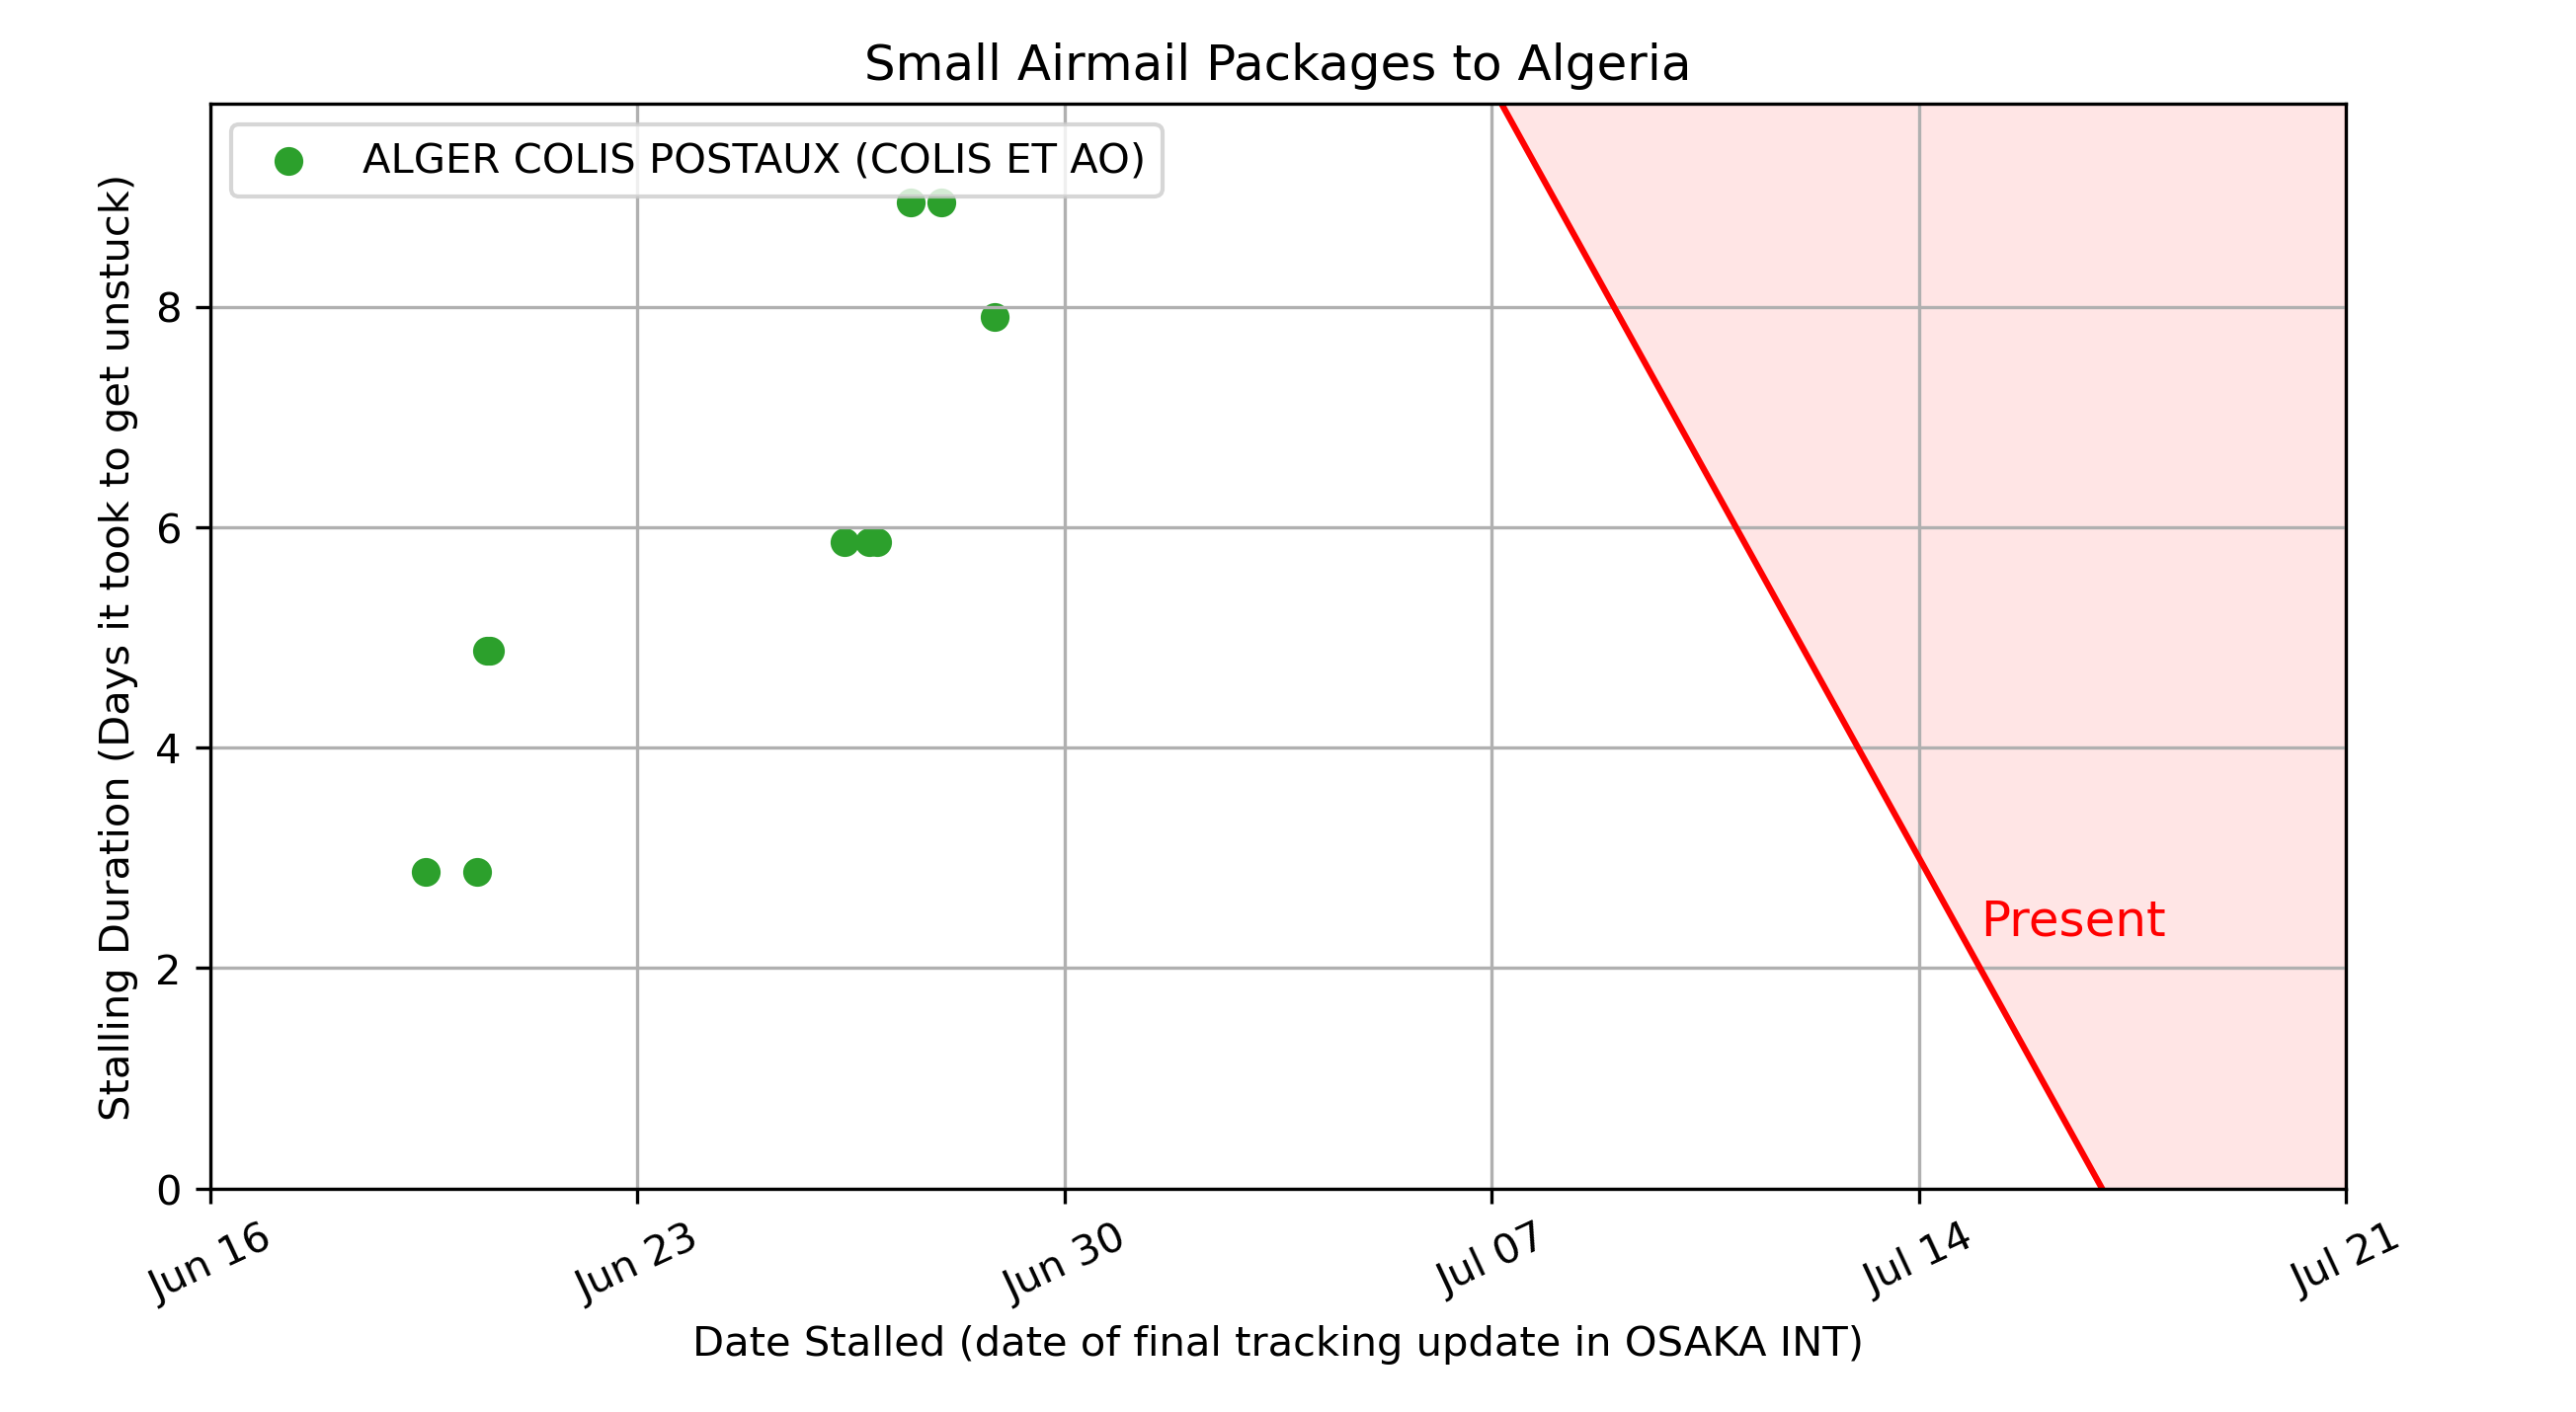 Small Airmail Packages to Algeria
ALGER COLIS POSTAUX (COLIS ET AO)
Stalling Duration (Days it took to get unstuck)
8
6
4
2
0
Present
Jun 16
Jun 23
Jun 30
Jul 07
Jul 14
Jul 21
Date Stalled (date of final tracking update in OSAKA INT)